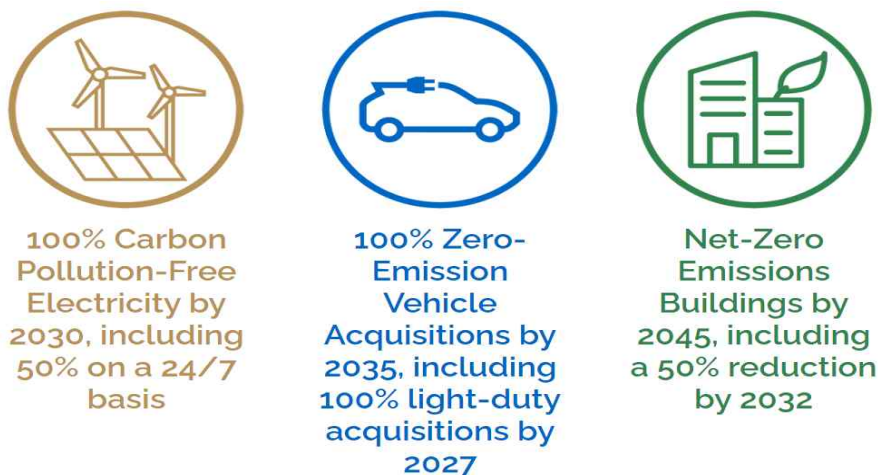 100% Carbon
Pollution-Free
Electricity by
2030, including
50% on a 24/7
basis
100% Zero-
Emission
Vehicle
Acquisitions by
2035, including
100% light-duty
acquisitions by
2027
Net-Zero
Emissions
Buildings by
2045, including
a 50% reduction
by 2032